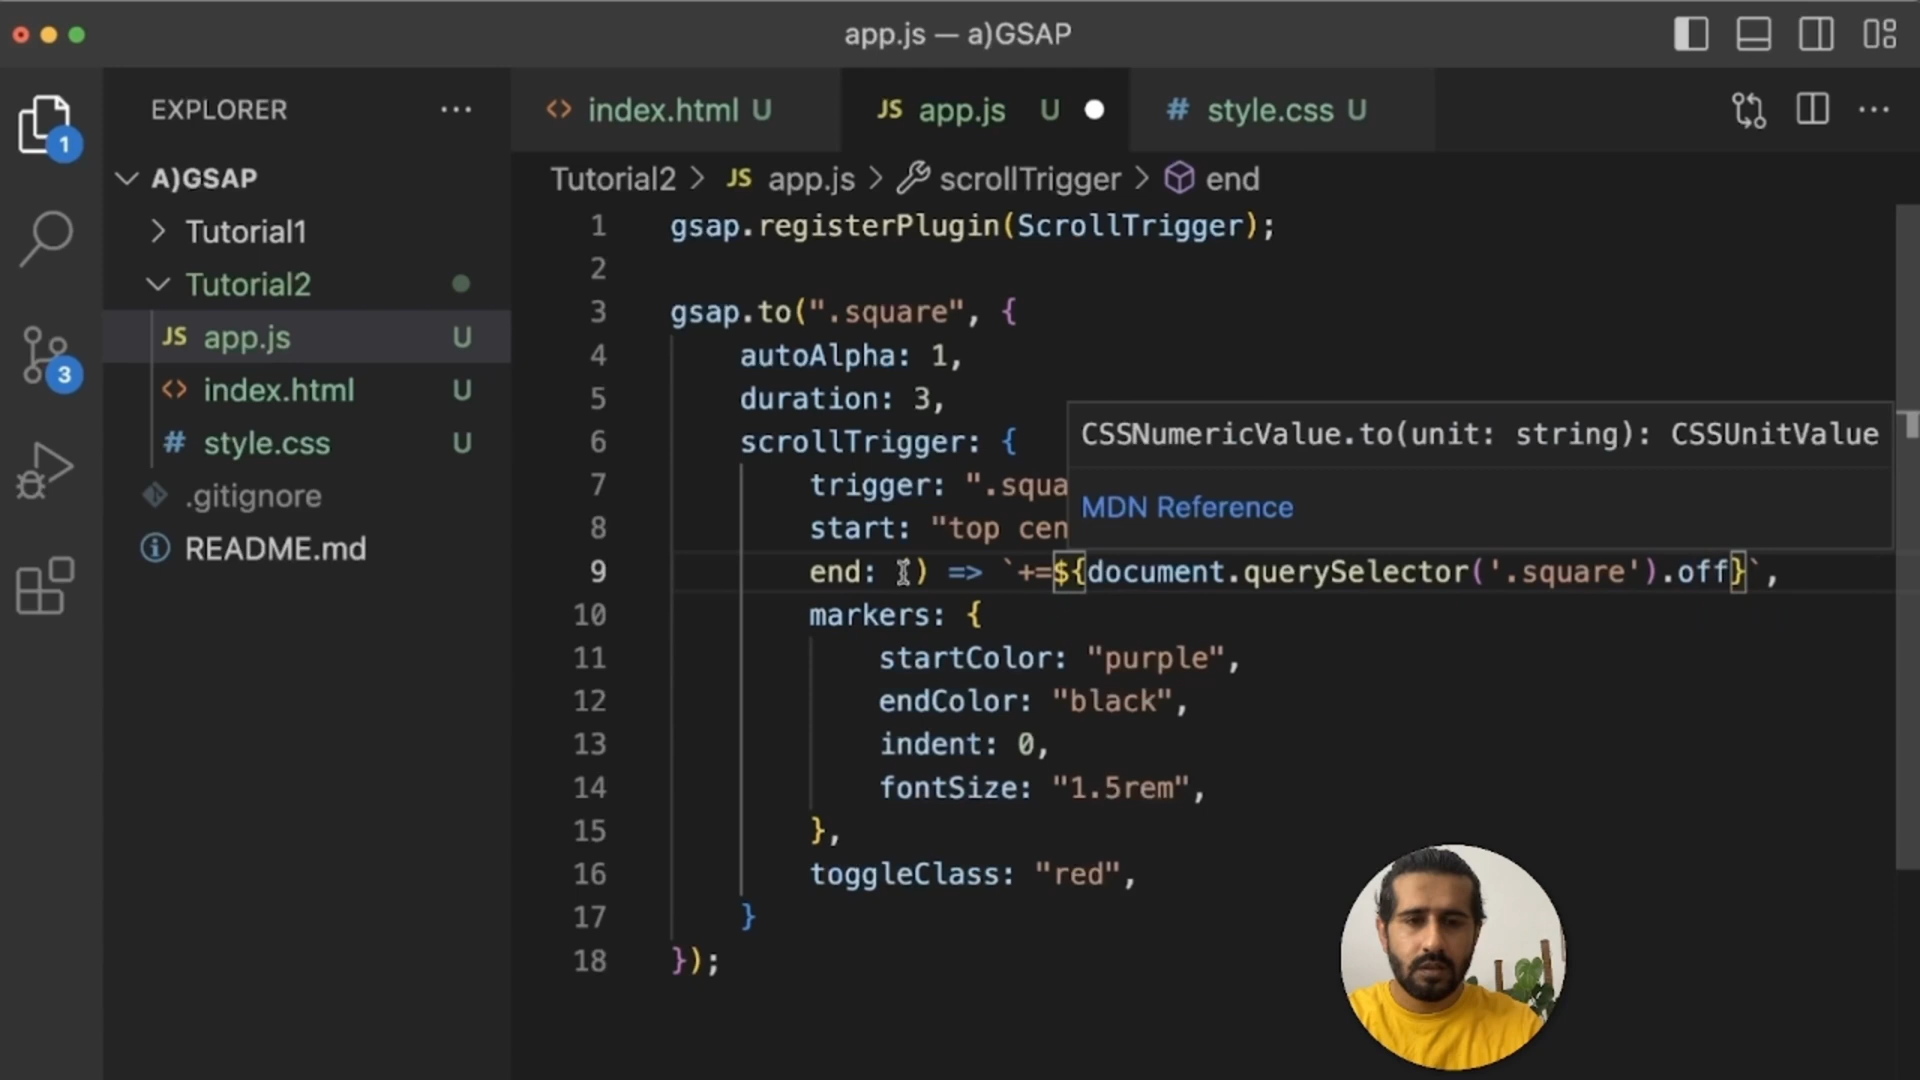 app.js — a)GSAP
EXPLORER
1
A)GSAP
Tutorial1
Tutorial2
JS app.js U
<> index.html U
# style.css U
.gitignore
README.md
3
<> index.html U
JS app.js U
# style.css U
Tutorial2 > JS app.js > scrollTrigger > end
1 gsap.registerPlugin(ScrollTrigger);
2
3 gsap.to(".square", {
4 autoAlpha: 1,
5 duration: 3,
6 scrollTrigger: {
7 trigger: ".squa
8 start: "top cen
9 end: () => `+=${document.querySelector('.square').off}`,
10 markers: {
11 startColor: "purple",
12 endColor: "black",
13 indent: 0,
14 fontSize: "1.5rem",
15 },
16 toggleClass: "red",
17 }
18 });
CSSNumericValue.to(unit: string): CSSUnitValue
MDN Reference